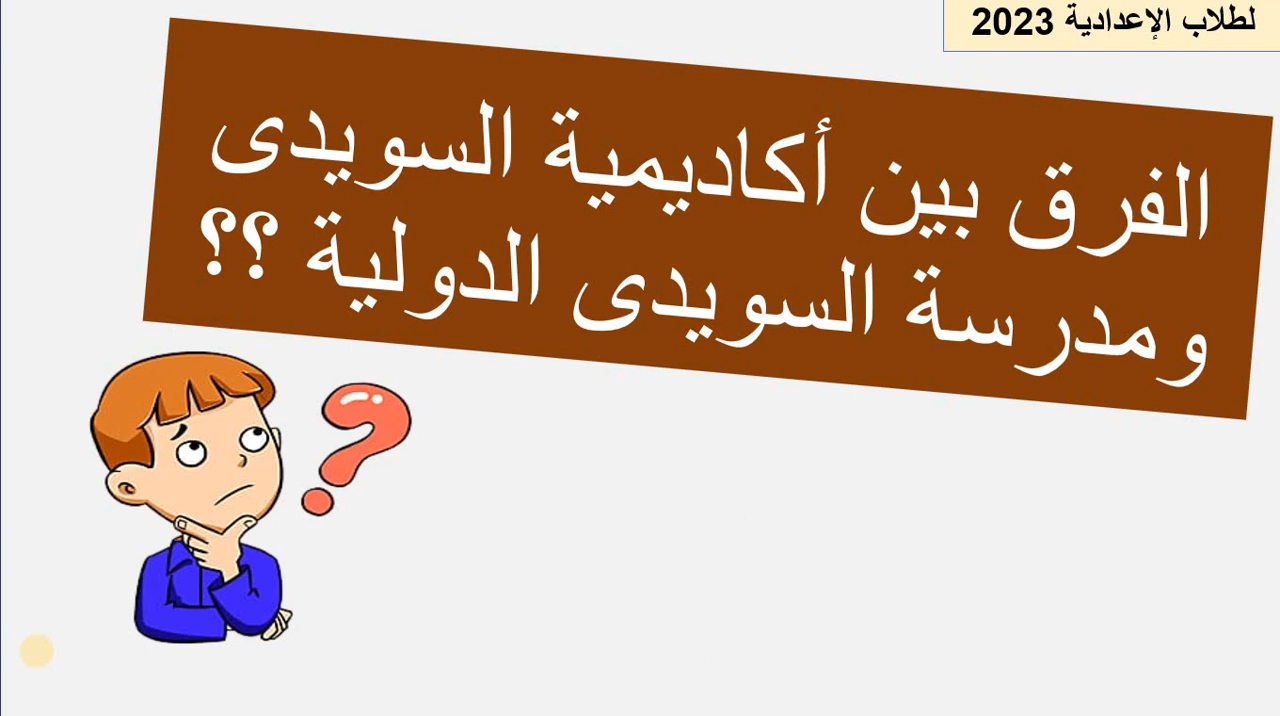 لطلاب الإعدادية 2023
الفرق بين أكاديمية السويدى
ومدرسة السويدى الدولية ؟؟